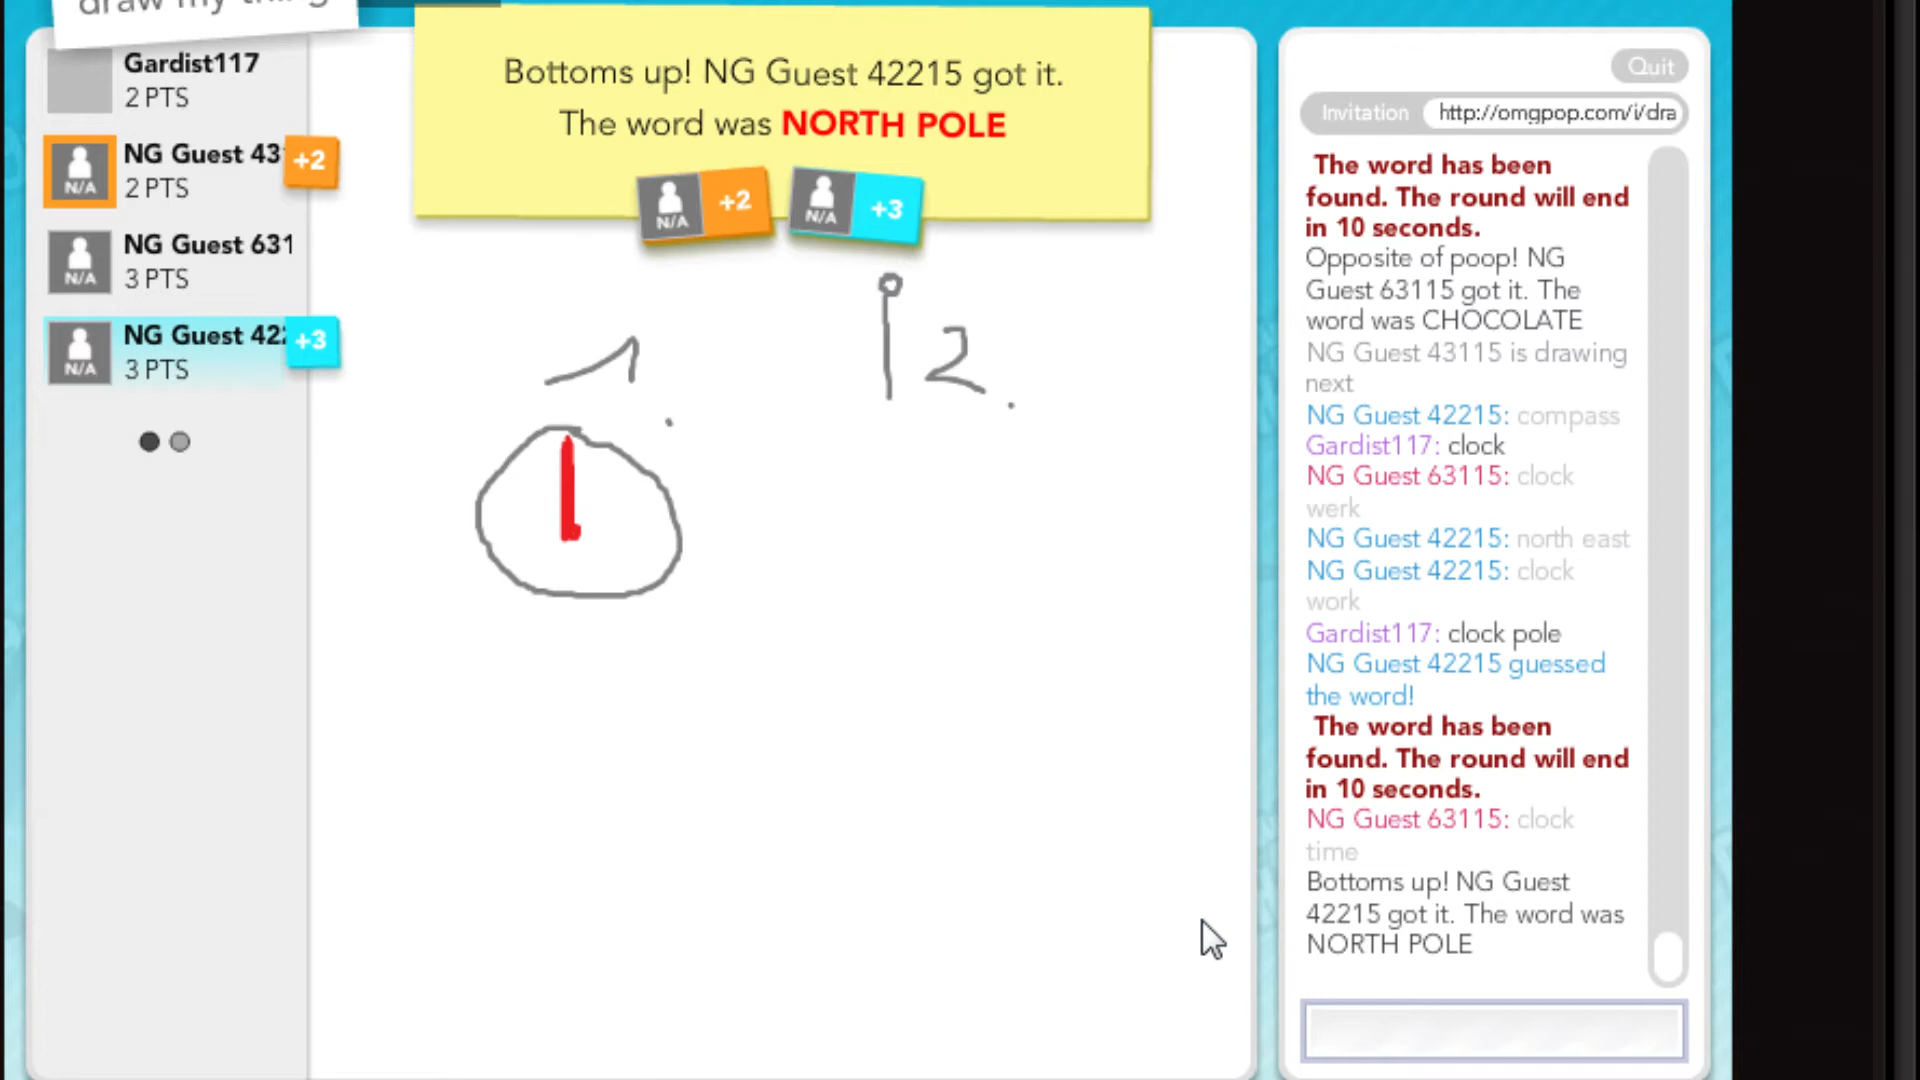 draw my thing
Gardist117
2 PTS
NG Guest 43
+2
N/A
2 PTS
NG Guest 631
N/A
3 PTS
NG Guest 422
+3
N/A
3 PTS
Bottoms up! NG Guest 42215 got it.
The word was NORTH POLE
N/A +2 N/A +3
1.
2.
Quit
Invitation http://omgpop.com/i/dra
The word has been
found. The round will end
in 10 seconds.
Opposite of poop! NG
Guest 63115 got it. The
word was CHOCOLATE
NG Guest 43115 is drawing
next
NG Guest 42215: compass
Gardist117: clock
NG Guest 63115: clock
werk
NG Guest 42215: north east
NG Guest 42215: clock
work
Gardist117: clock pole
NG Guest 42215 guessed
the word!
The word has been
found. The round will end
in 10 seconds.
NG Guest 63115: clock
time
Bottoms up! NG Guest
42215 got it. The word was
NORTH POLE